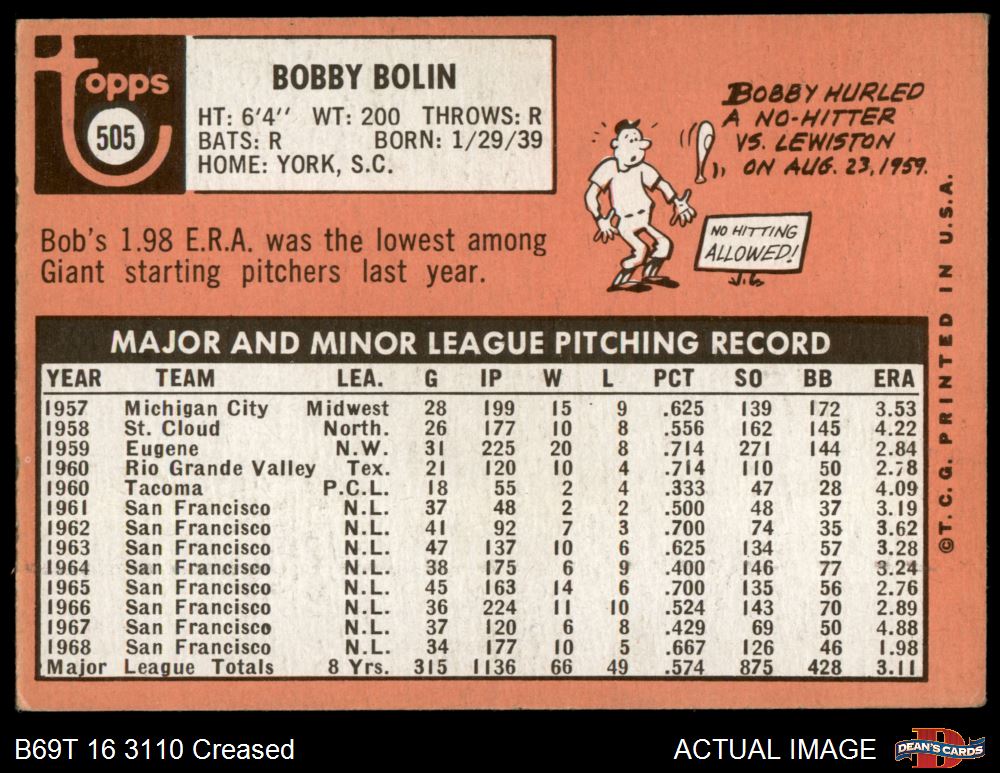 Topps
505
BOBBY BOLIN
HT: 6'4'' WT: 200 THROWS: R
BATS: R BORN: 1/29/39
HOME: YORK, S.C.
BOBBY HURLED
A NO-HITTER
VS. LEWISTON
ON AUG. 23, 1959.
NO HITTING
ALLOWED!
Bob's 1.98 E.R.A. was the lowest among
Giant starting pitchers last year.
MAJOR AND MINOR LEAGUE PITCHING RECORD
YEAR TEAM LEA. G IP W L PCT SO BB ERA
1957 Michigan City Midwest 28 199 15 9 .625 139 172 3.53
1958 St. Cloud North. 26 177 10 8 .556 162 145 4.22
1959 Eugene N.W. 31 225 20 8 .714 271 144 2.84
1960 Rio Grande Valley Tex. 21 120 10 4 .714 110 50 2.78
1960 Tacoma P.C.L. 18 55 2 4 .333 47 28 4.09
1961 San Francisco N.L. 37 48 2 2 .500 48 37 3.19
1962 San Francisco N.L. 41 92 7 3 .700 74 35 3.62
1963 San Francisco N.L. 47 137 10 6 .625 134 57 3.28
1964 San Francisco N.L. 38 175 6 9 .400 146 77 3.24
1965 San Francisco N.L. 45 163 14 6 .700 135 56 2.76
1966 San Francisco N.L. 36 224 11 10 .524 143 70 2.89
1967 San Francisco N.L. 37 120 6 8 .429 69 50 4.88
1968 San Francisco N.L. 34 177 10 5 .667 126 46 1.98
Major League Totals 8 Yrs. 315 1136 66 49 .574 875 428 3.11
©T. C. G. PRINTED IN U.S.A.
B69T 16 3110 Creased
ACTUAL IMAGE
DEAN'S CARDS